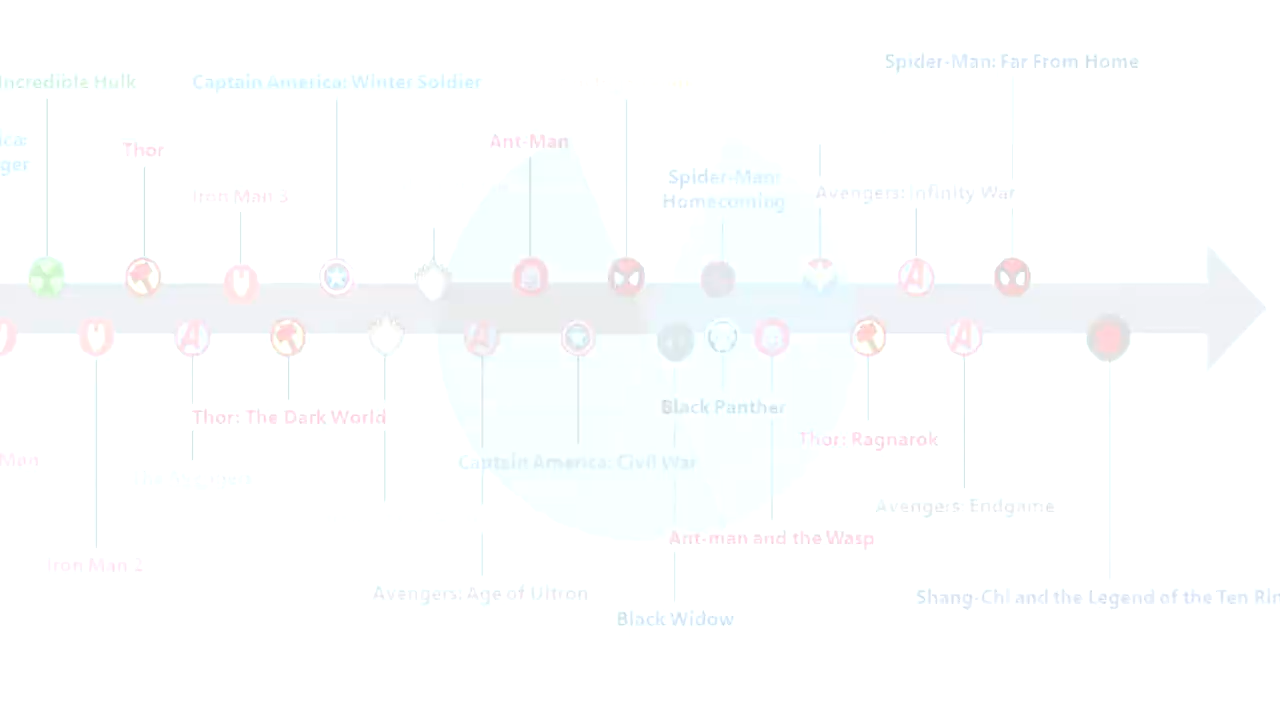 Spider-Man: Far From Home
Incredible Hulk
Captain America: Winter Soldier
ica:
ger
Thor
Ant-Man
Iron Man 3
Spider-Man:
Homecoming
Avengers: Infinity War
Thor: The Dark World
Black Panther
Thor: Ragnarok
Man
Captain America: Civil War
Avengers: Endgame
Ant-man and the Wasp
Iron Man 2
Avengers: Age of Ultron
Shang-Chi and the Legend of the Ten Rin
Black Widow